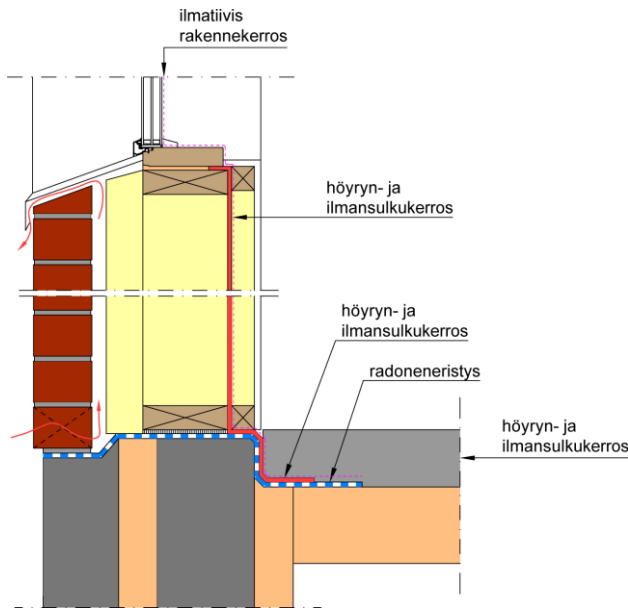 ilmatiivis
rakennekerros
höyryn- ja
ilmansulkukerros
höyryn- ja
ilmansulkukerros
radoneneristys
höyryn- ja
ilmansulkukerros